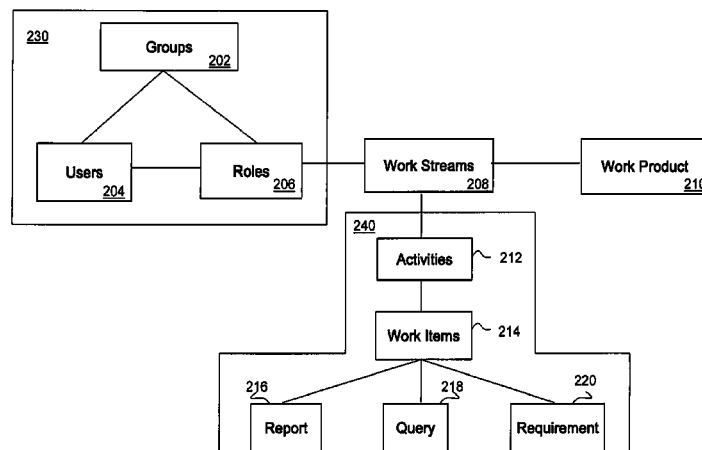 230
Groups
202
Users
204
Roles
206
Work Streams
208
Work Product
210
240
Activities
212
Work Items
214
216
218
220
Report
Query
Requirement